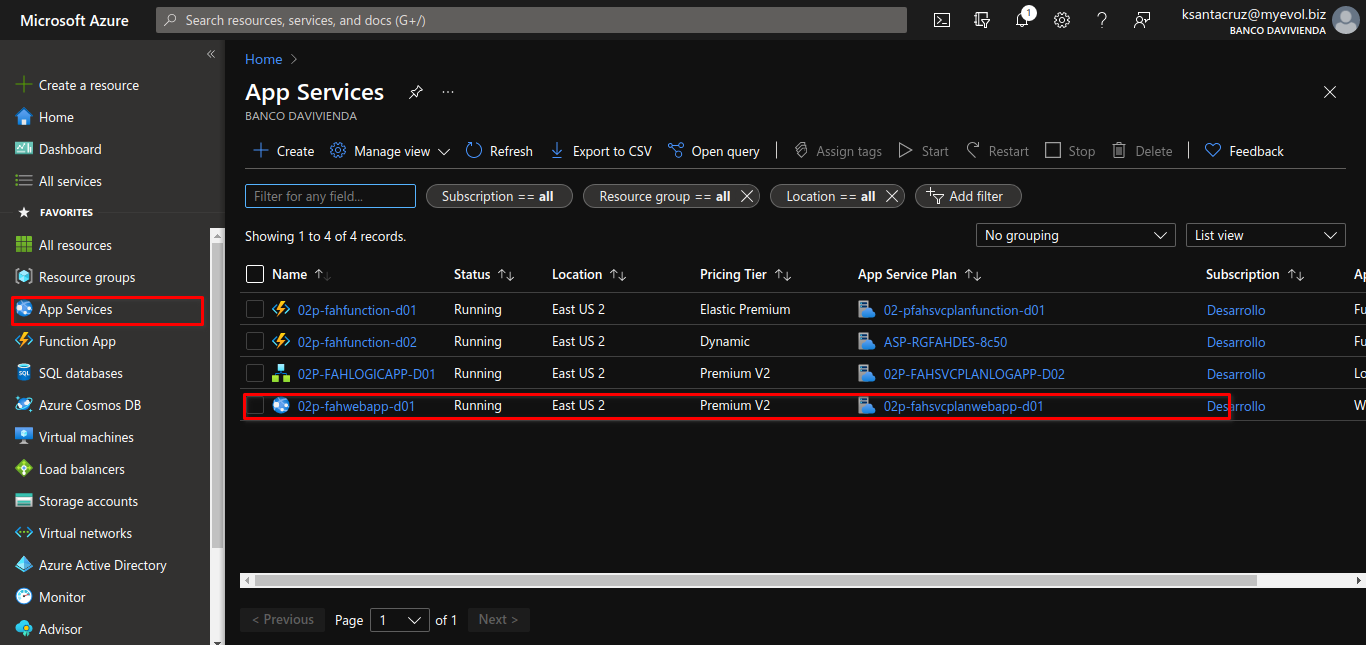 Microsoft Azure
Search resources, services, and docs (G+/)
1
ksantacruz@myevol.biz
BANCO DAVIVIENDA
«
Create a resource
Home
Dashboard
All services
FAVORITES
All resources
Resource groups
App Services
Function App
SQL databases
Azure Cosmos DB
Virtual machines
Load balancers
Storage accounts
Virtual networks
Azure Active Directory
Monitor
Advisor
Home >
App Services
BANCO DAVIVIENDA
Create Manage view Refresh Export to CSV Open query Assign tags Start Restart Stop Delete Feedback
Filter for any field... Subscription == all Resource group == all Location == all Add filter
Showing 1 to 4 of 4 records. No grouping List view
Name Status Location Pricing Tier App Service Plan Subscription Ap
02p-fahfunction-d01 Running East US 2 Elastic Premium 02-pfahsvcplanfunction-d01 Desarrollo Fu
02p-fahfunction-d02 Running East US 2 Dynamic ASP-RGFAHDES-8c50 Desarrollo Fu
02P-FAHLOGICAPP-D01 Running East US 2 Premium V2 02P-FAHSVCPLANLOGAPP-D02 Desarrollo Lo
02p-fahwebapp-d01 Running East US 2 Premium V2 02p-fahsvcplanwebapp-d01 Desarrollo W
< Previous Page 1 of 1 Next >